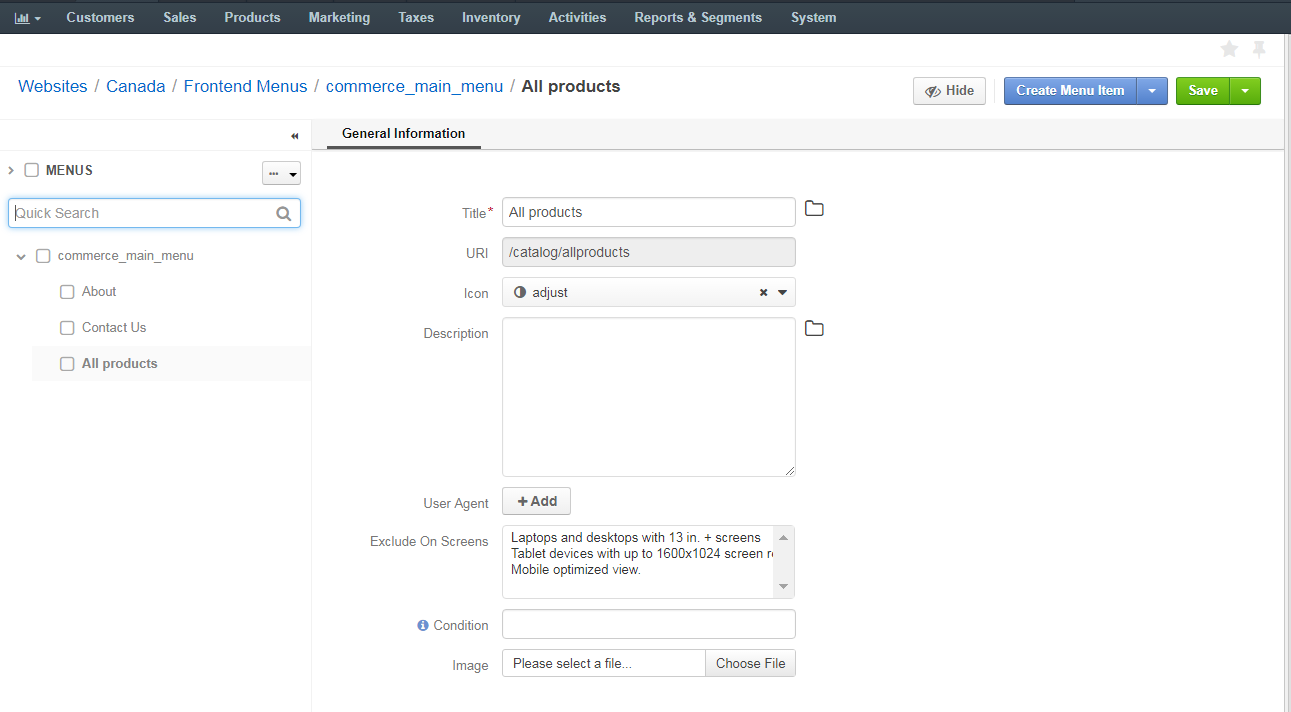 Customers Sales Products Marketing Taxes Inventory Activities Reports & Segments System
Websites / Canada / Frontend Menus / commerce_main_menu / All products
Hide
Create Menu Item
Save
General Information
MENUS
...
Quick Search
commerce_main_menu
About
Contact Us
All products
Title* All products
URI /catalog/allproducts
Icon adjust
Description
User Agent + Add
Exclude On Screens
Laptops and desktops with 13 in. + screens
Tablet devices with up to 1600x1024 screen
Mobile optimized view.
Condition
Image Please select a file... Choose File